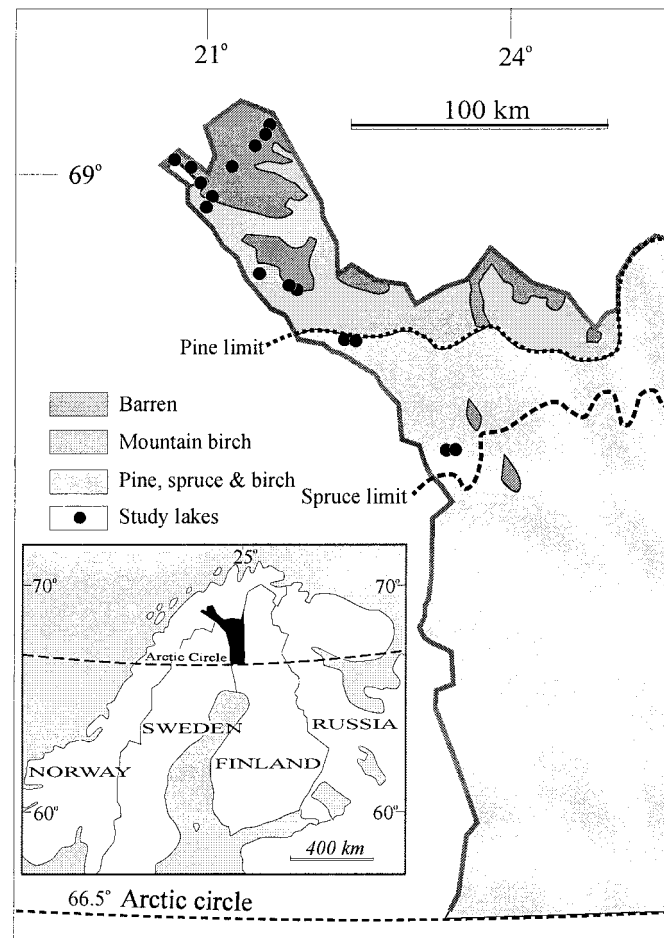 21°
24°
100 km
69°
Pine limit
Barren
Mountain birch
Pine, spruce & birch
Study lakes
Spruce limit
25°
70°
70°
Arctic Circle
SWEDEN
RUSSIA
NORWAY
FINLAND
60°
60°
400 km
66.5° Arctic circle